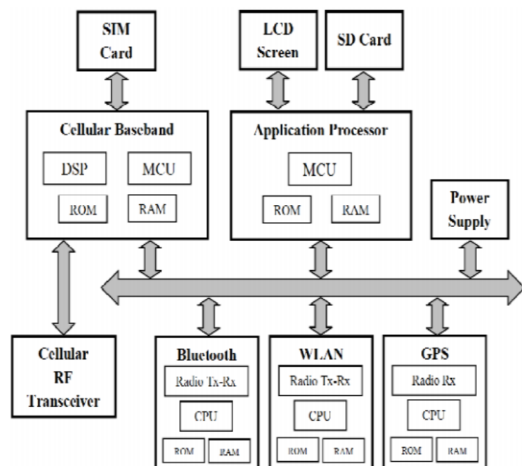 SIM
Card
LCD
Screen
SD Card
Cellular Baseband
DSP
MCU
ROM
RAM
Application Processor
MCU
ROM
RAM
Power
Supply
Cellular
RF
Transceiver
Bluetooth
Radio Tx-Rx
CPU
ROM
RAM
WLAN
Radio Tx-Rx
CPU
ROM
RAM
GPS
Radio Rx
CPU
ROM
RAM